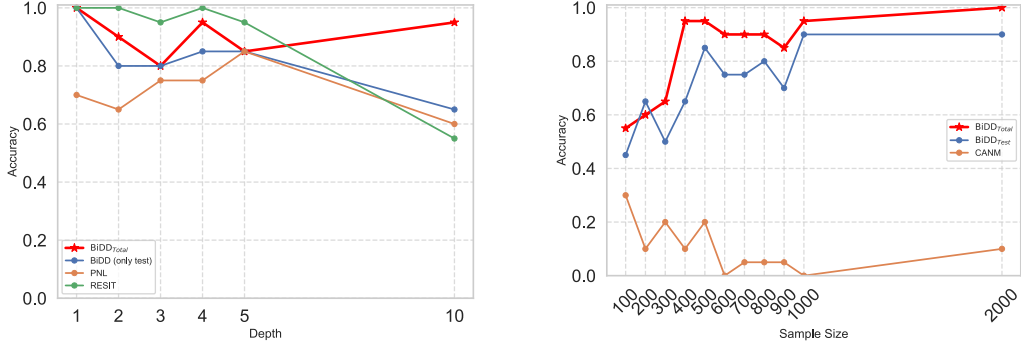 1.0
0.8
0.6
0.4
0.2
0.0
Accuracy
BiDD_Total
BiDD (only test)
PNL
RESIT
1 2 3 4 5 10
Depth
1.0
0.8
0.6
0.4
0.2
0.0
Accuracy
BiDD_Total
BiDD_Test
CANM
100 200 300 400 500 600 700 800 900 1000 2000
Sample Size